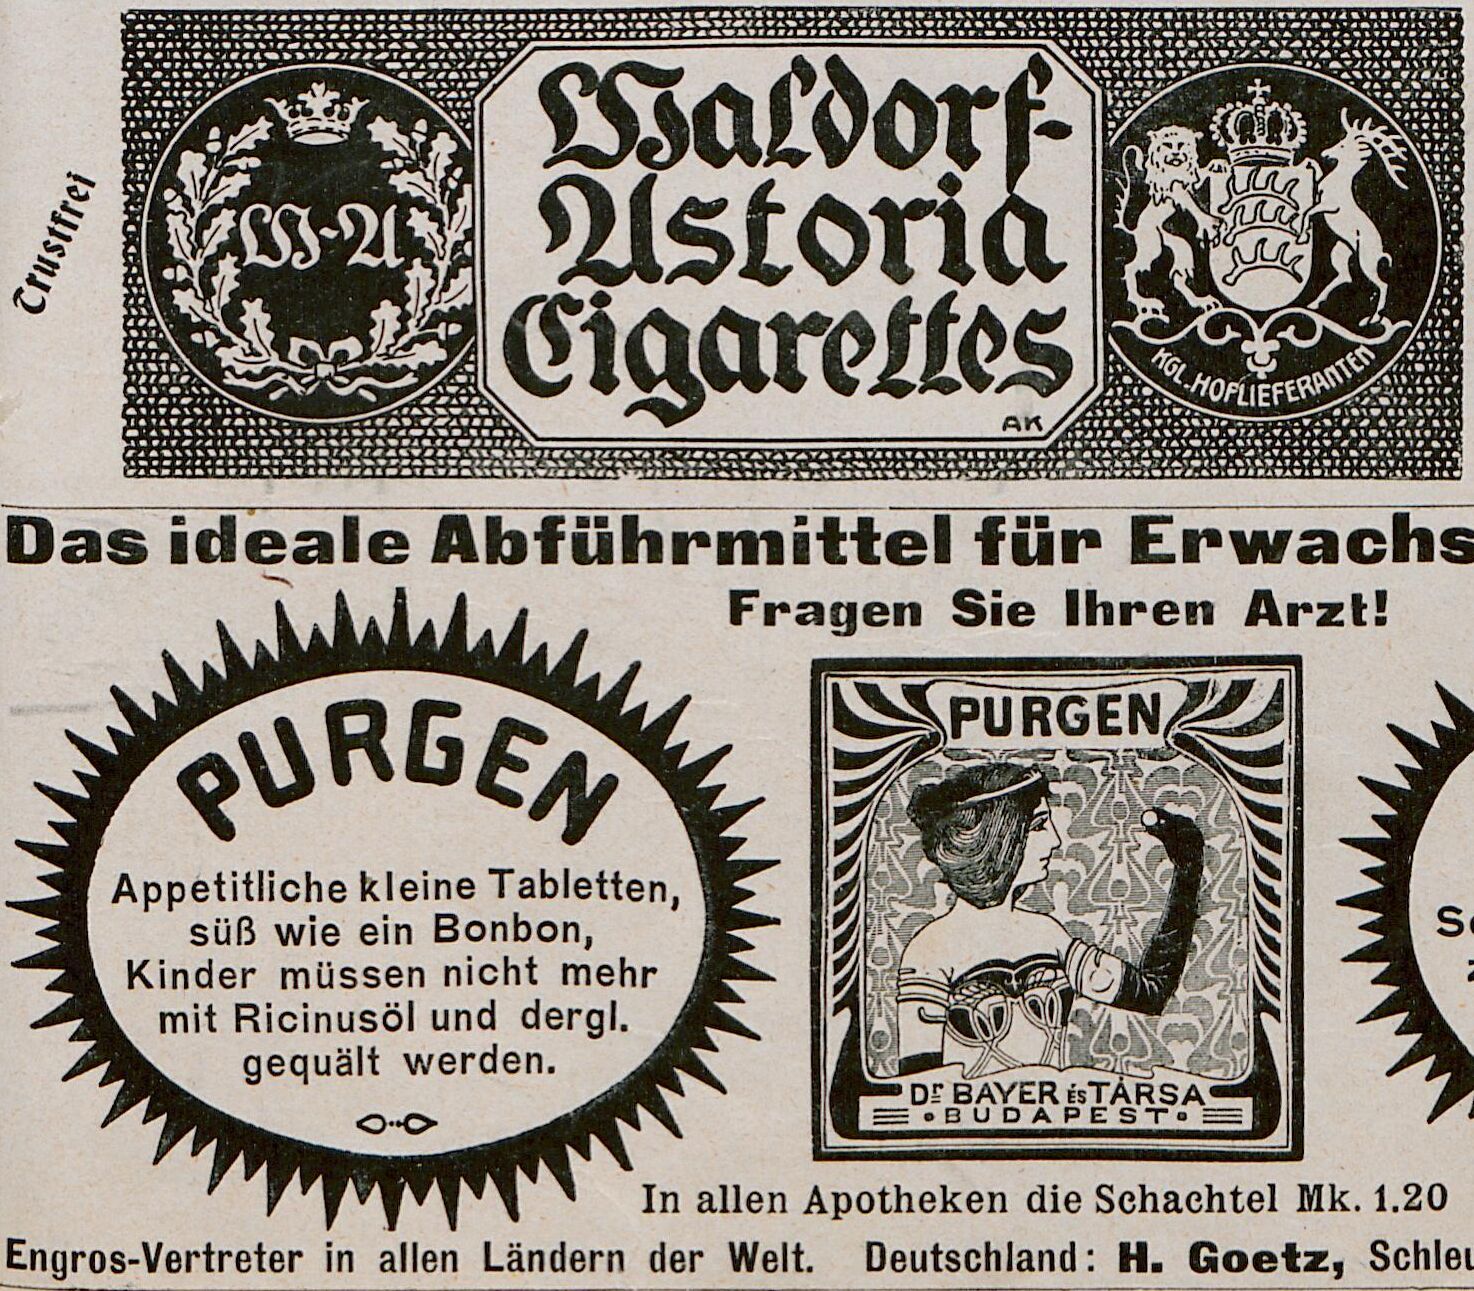 Trustfrei
W-A
Waldorf-
Astoria
Cigarettes
AK
KGL. HOFLIEFERANTEN
Das ideale Abführmittel für Erwachs
Fragen Sie Ihren Arzt!
PURGEN
Appetitliche kleine Tabletten,
süß wie ein Bonbon,
Kinder müssen nicht mehr
mit Ricinusöl und dergl.
gequält werden.
PURGEN
Dr BAYER és TÁRSA
BUDAPEST
In allen Apotheken die Schachtel Mk. 1.20
Engros-Vertreter in allen Ländern der Welt. Deutschland: H. Goetz, Schleu